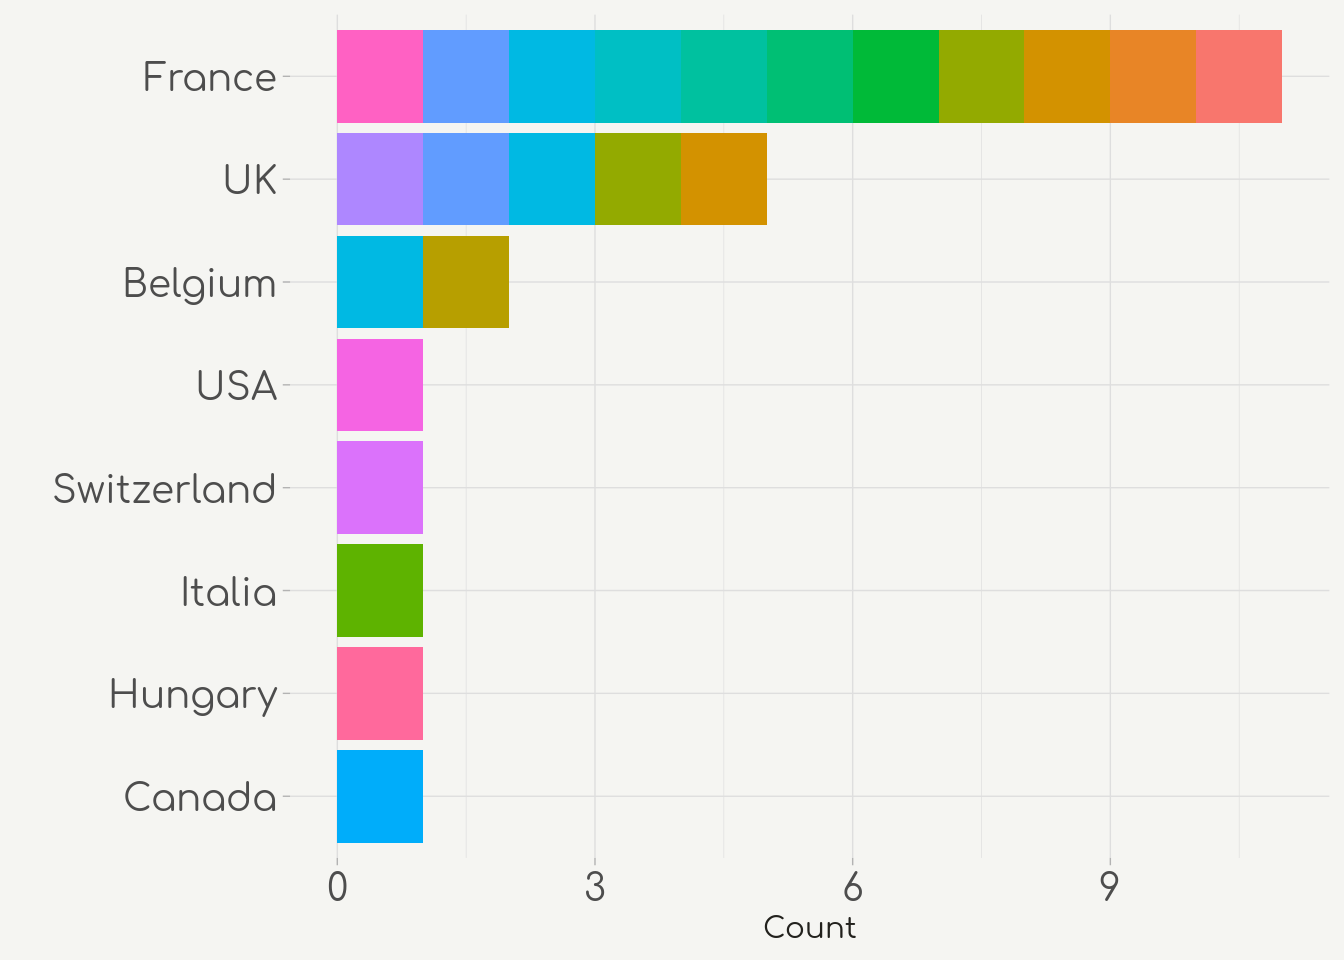 France
UK
Belgium
USA
Switzerland
Italia
Hungary
Canada
0 3 6 9
Count